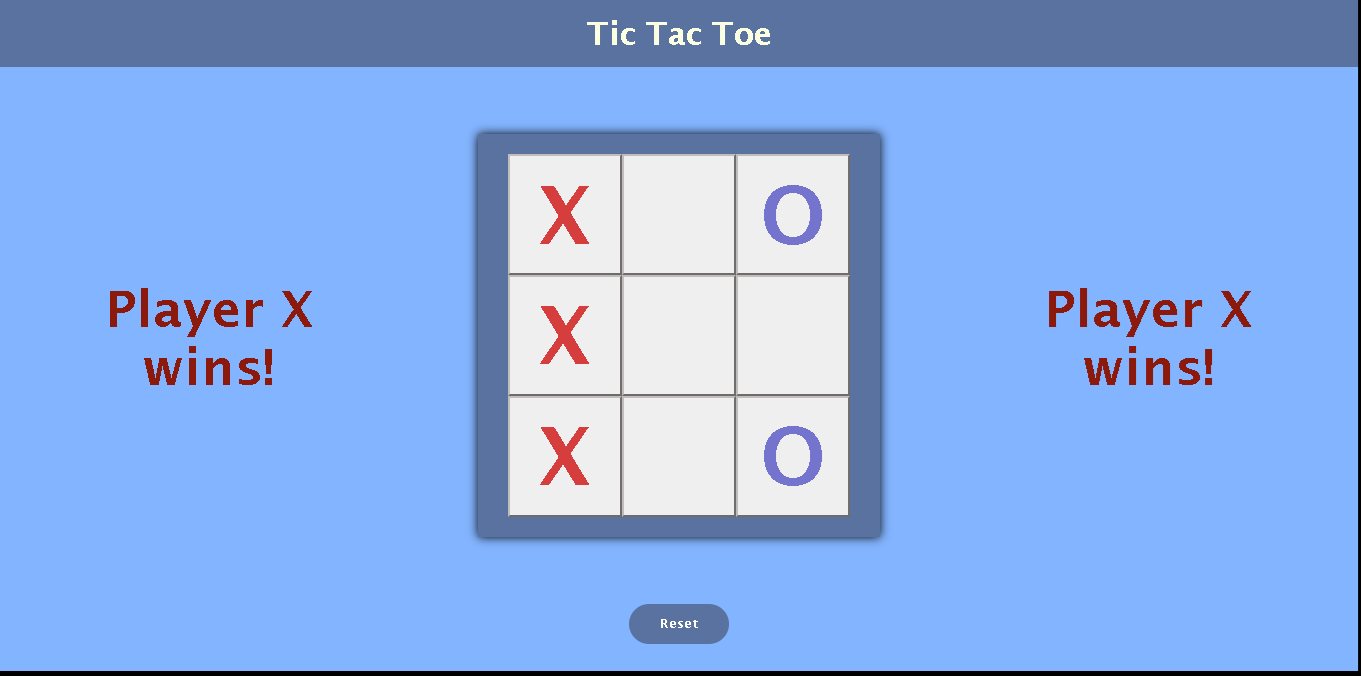 Tic Tac Toe
X O
Player X
wins!
X
Player X
wins!
X O
Reset